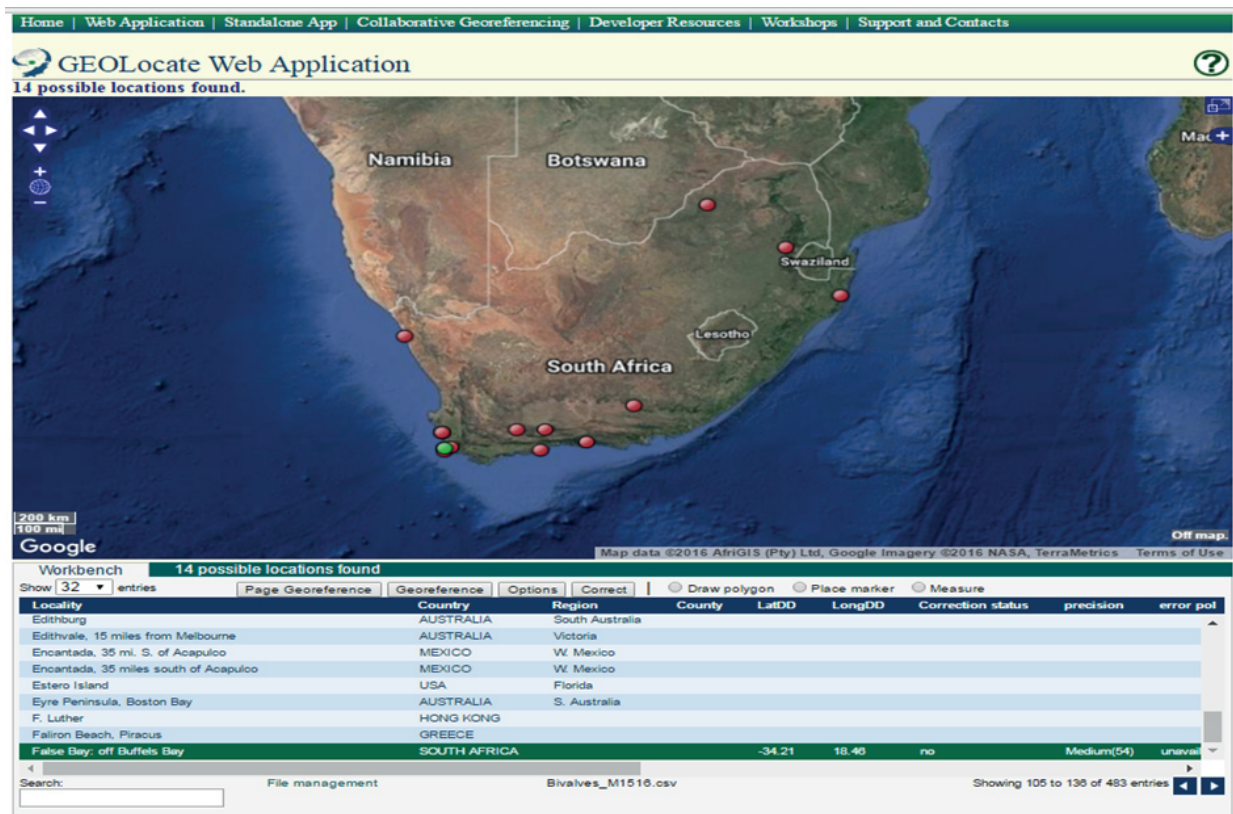 Home | Web Application | Standalone App | Collaborative Georeferencing | Developer Resources | Workshops | Support and Contacts
GEOLocate Web Application
?
14 possible locations found.
Namibia
Botswana
Swaziland
Lesotho
South Africa
200 km
100 mi
Google
Off map.
Map data ©2016 AfriGIS (Pty) Ltd, Google Imagery ©2016 NASA, TerraMetrics Terms of Use
Workbench 14 possible locations found
Show 32 entries Page Georeference Georeference Options Correct | Draw polygon Place marker Measure
Locality Country Region County LatDD LongDD Correction status precision error pol
Edithburg AUSTRALIA South Australia
Edithvale, 15 miles from Melbourne AUSTRALIA Victoria
Encantada, 35 mi. S. of Acapulco MEXICO W. Mexico
Encantada, 35 miles south of Acapulco MEXICO W. Mexico
Estero Island USA Florida
Eyre Peninsula, Boston Bay AUSTRALIA S. Australia
F. Luther HONG KONG
Faliron Beach, Piracus GREECE
False Bay: off Buffels Bay SOUTH AFRICA -34.21 18.46 no Medium(54) unavail
Search: File management Bivalves_M1516.csv Showing 105 to 136 of 483 entries